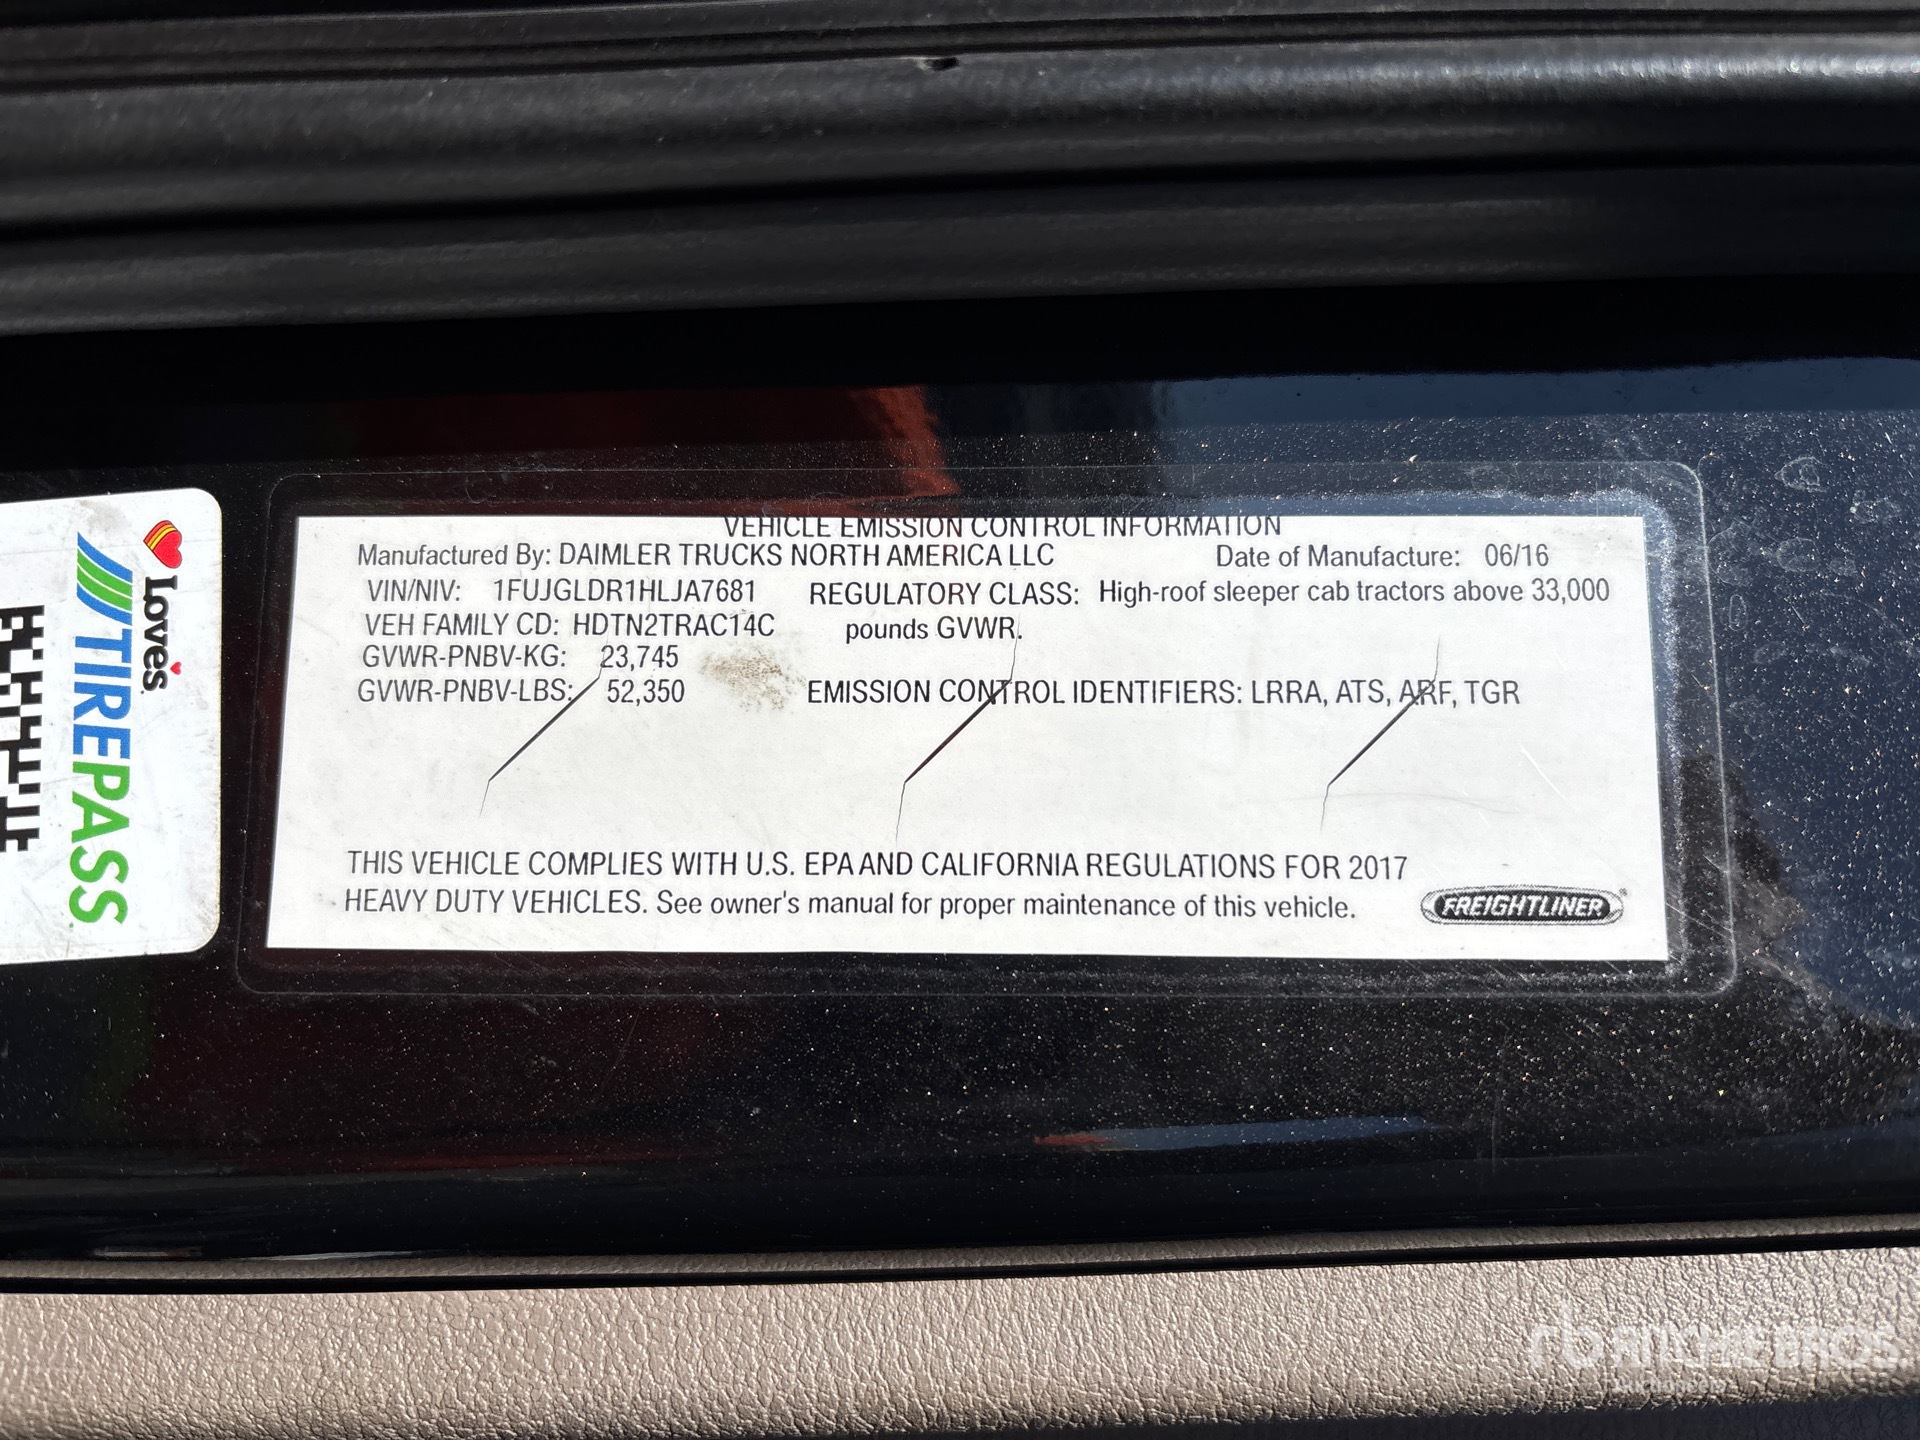 VEHICLE EMISSION CONTROL INFORMATION
Manufactured By: DAIMLER TRUCKS NORTH AMERICA LLC Date of Manufacture: 06/16
VIN/NIV: 1FUJGLDR1HLJA7681 REGULATORY CLASS: High-roof sleeper cab tractors above 33,000
VEH FAMILY CD: HDTN2TRAC14C pounds GVWR.
GVWR-PNBV-KG: 23,745
GVWR-PNBV-LBS: 52,350 EMISSION CONTROL IDENTIFIERS: LRRA, ATS, ARF, TGR
THIS VEHICLE COMPLIES WITH U.S. EPA AND CALIFORNIA REGULATIONS FOR 2017
HEAVY DUTY VEHICLES. See owner's manual for proper maintenance of this vehicle.
FREIGHTLINER
Love's
TIREPASS
rb RITCHIE BROS.
Auctioneers